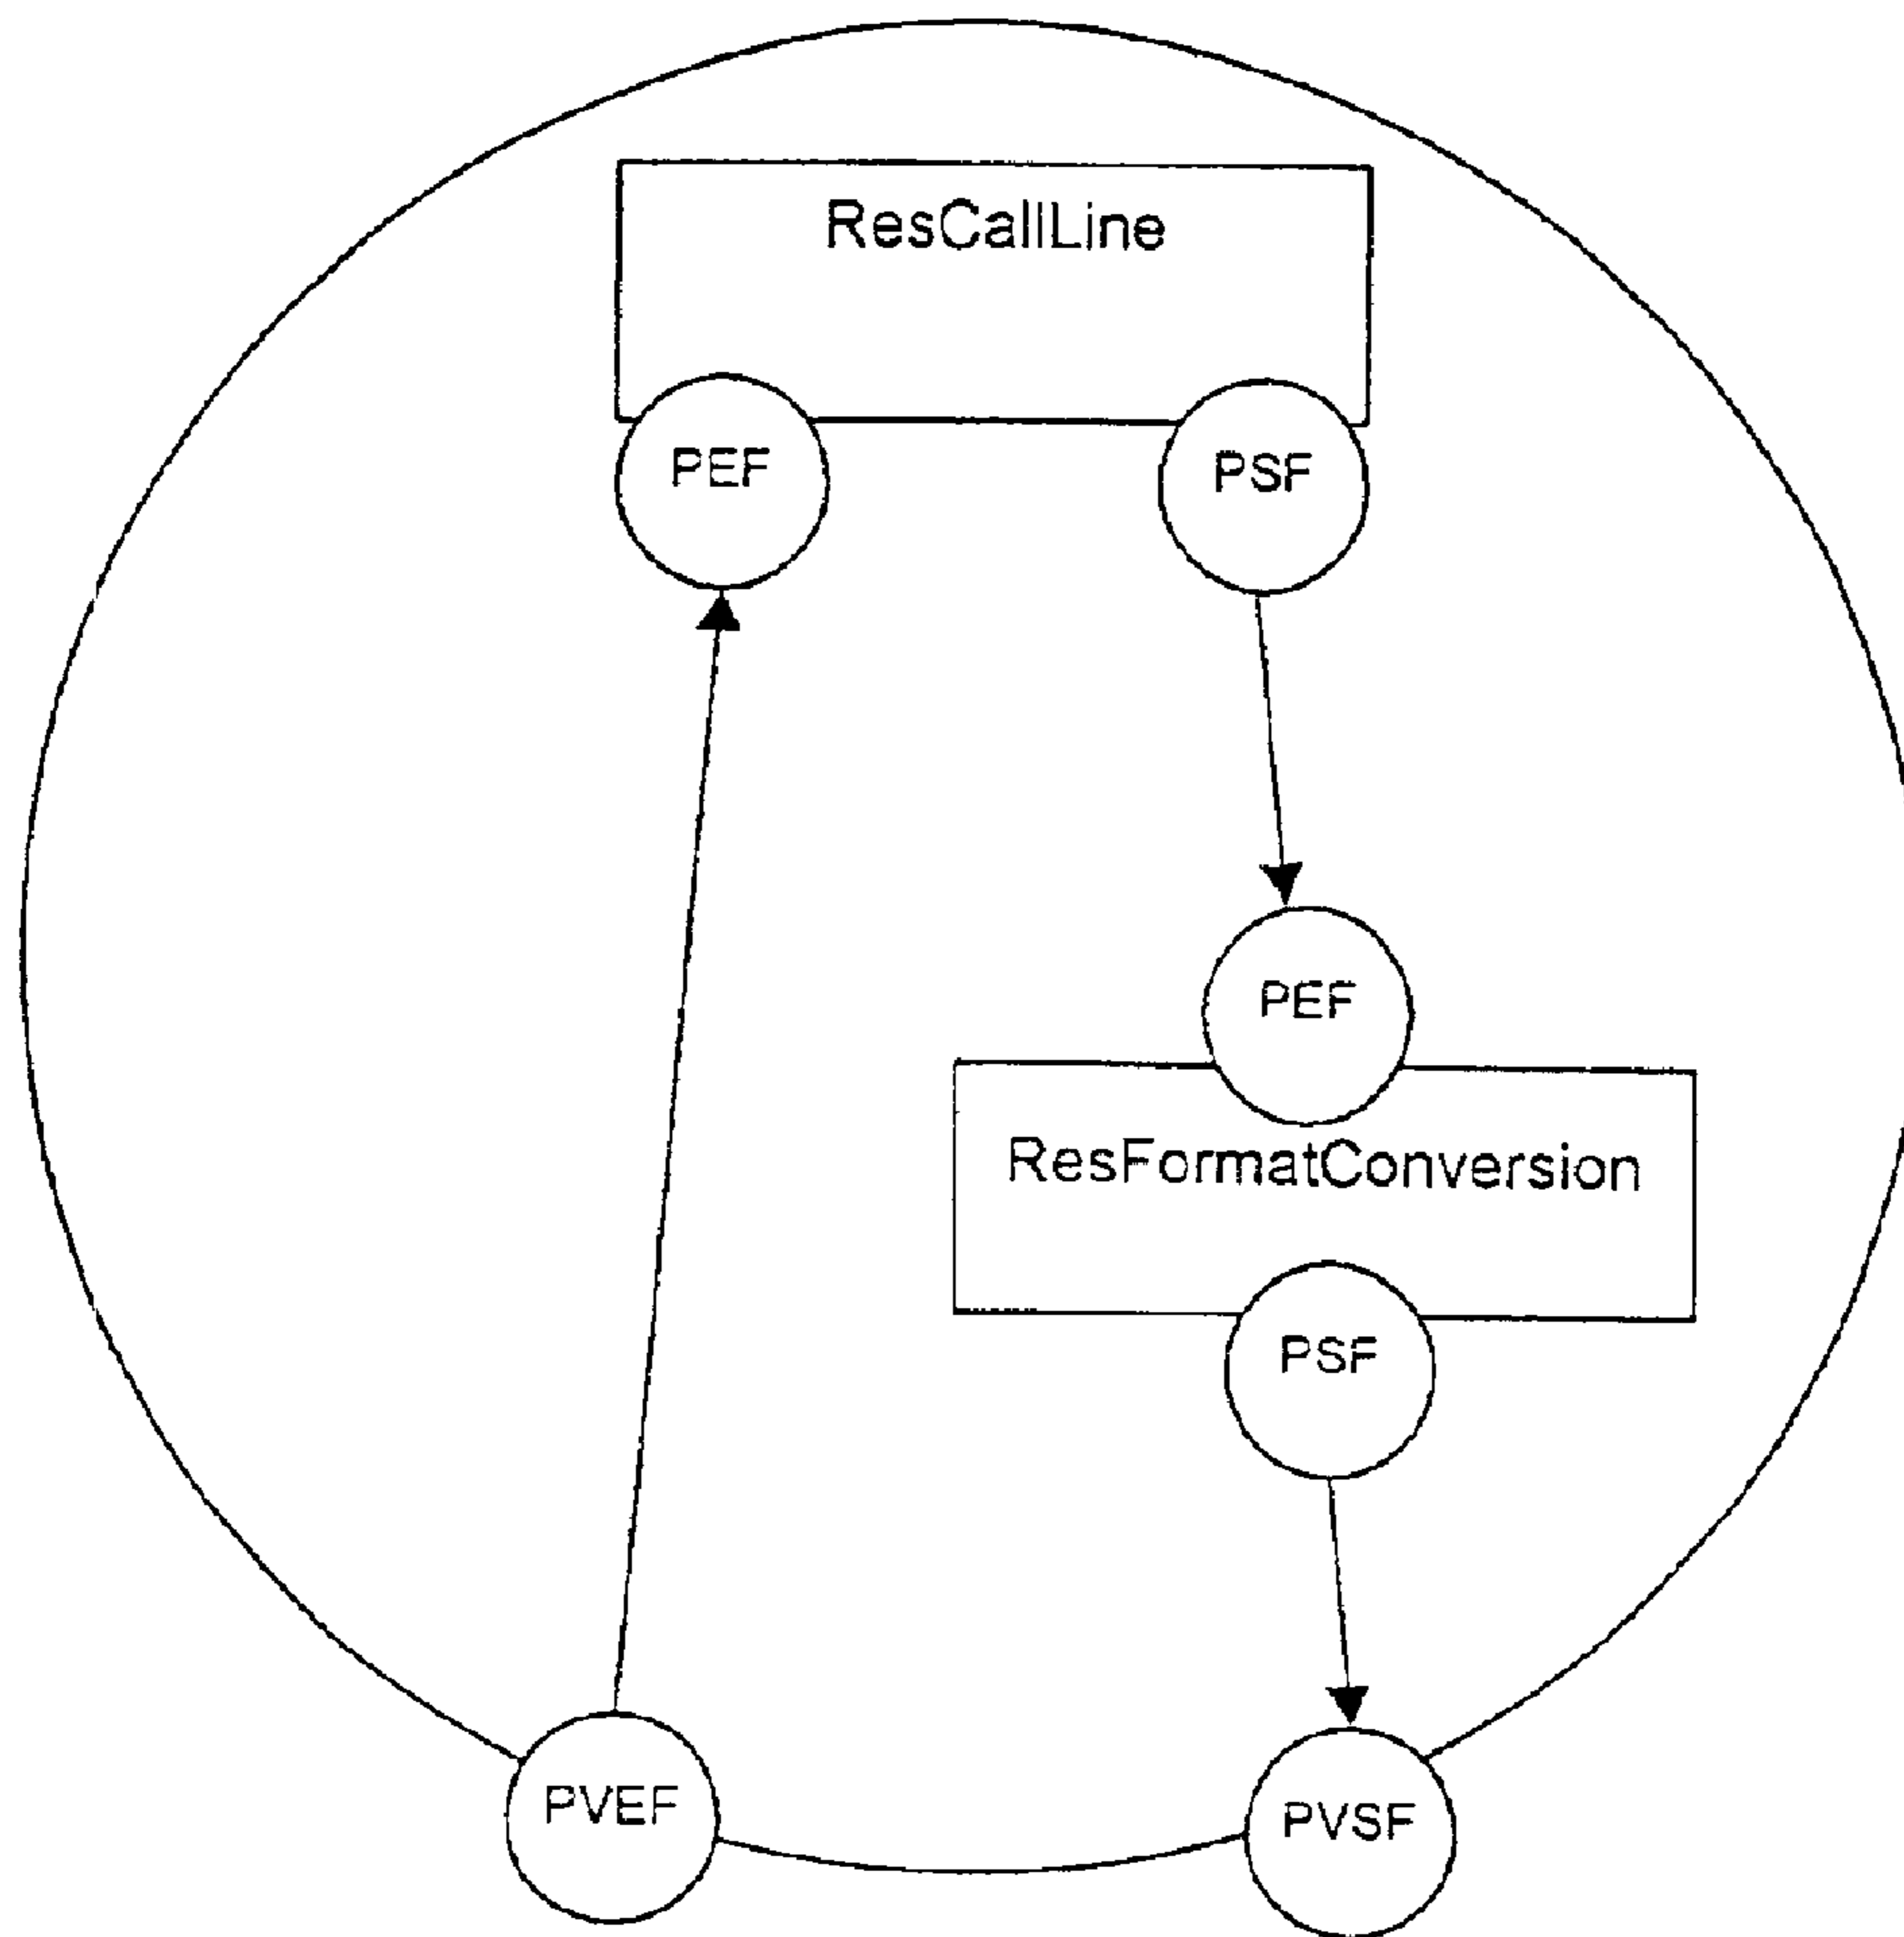 ResCallLine
PEF
PSF
PEF
ResFormatConversion
PSF
PVEF
PVSF